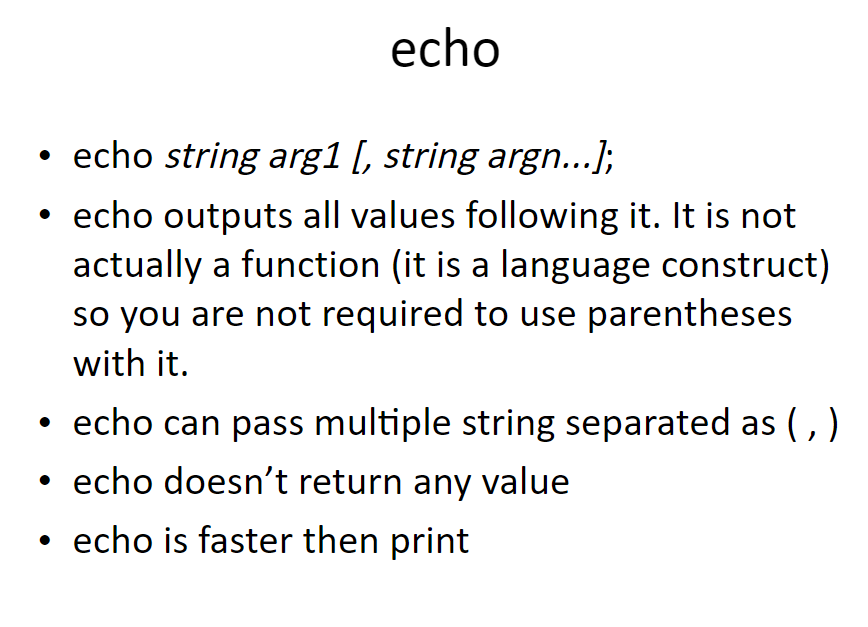 echo
• echo string arg1 [, string argn...];
• echo outputs all values following it. It is not
actually a function (it is a language construct)
so you are not required to use parentheses
with it.
• echo can pass multiple string separated as ( , )
• echo doesn’t return any value
• echo is faster then print